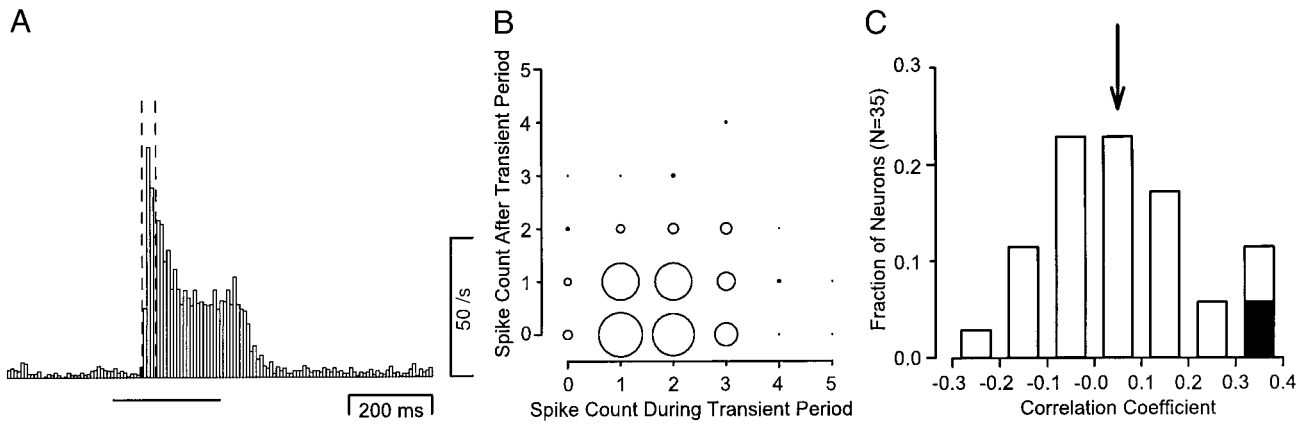 A
50 /s
200 ms
B
Spike Count After Transient Period
5
4
3
2
1
0
0 1 2 3 4 5
Spike Count During Transient Period
C
Fraction of Neurons (N=35)
0.3
0.2
0.1
0.0
-0.3 -0.2 -0.1 -0.0 0.1 0.2 0.3 0.4
Correlation Coefficient